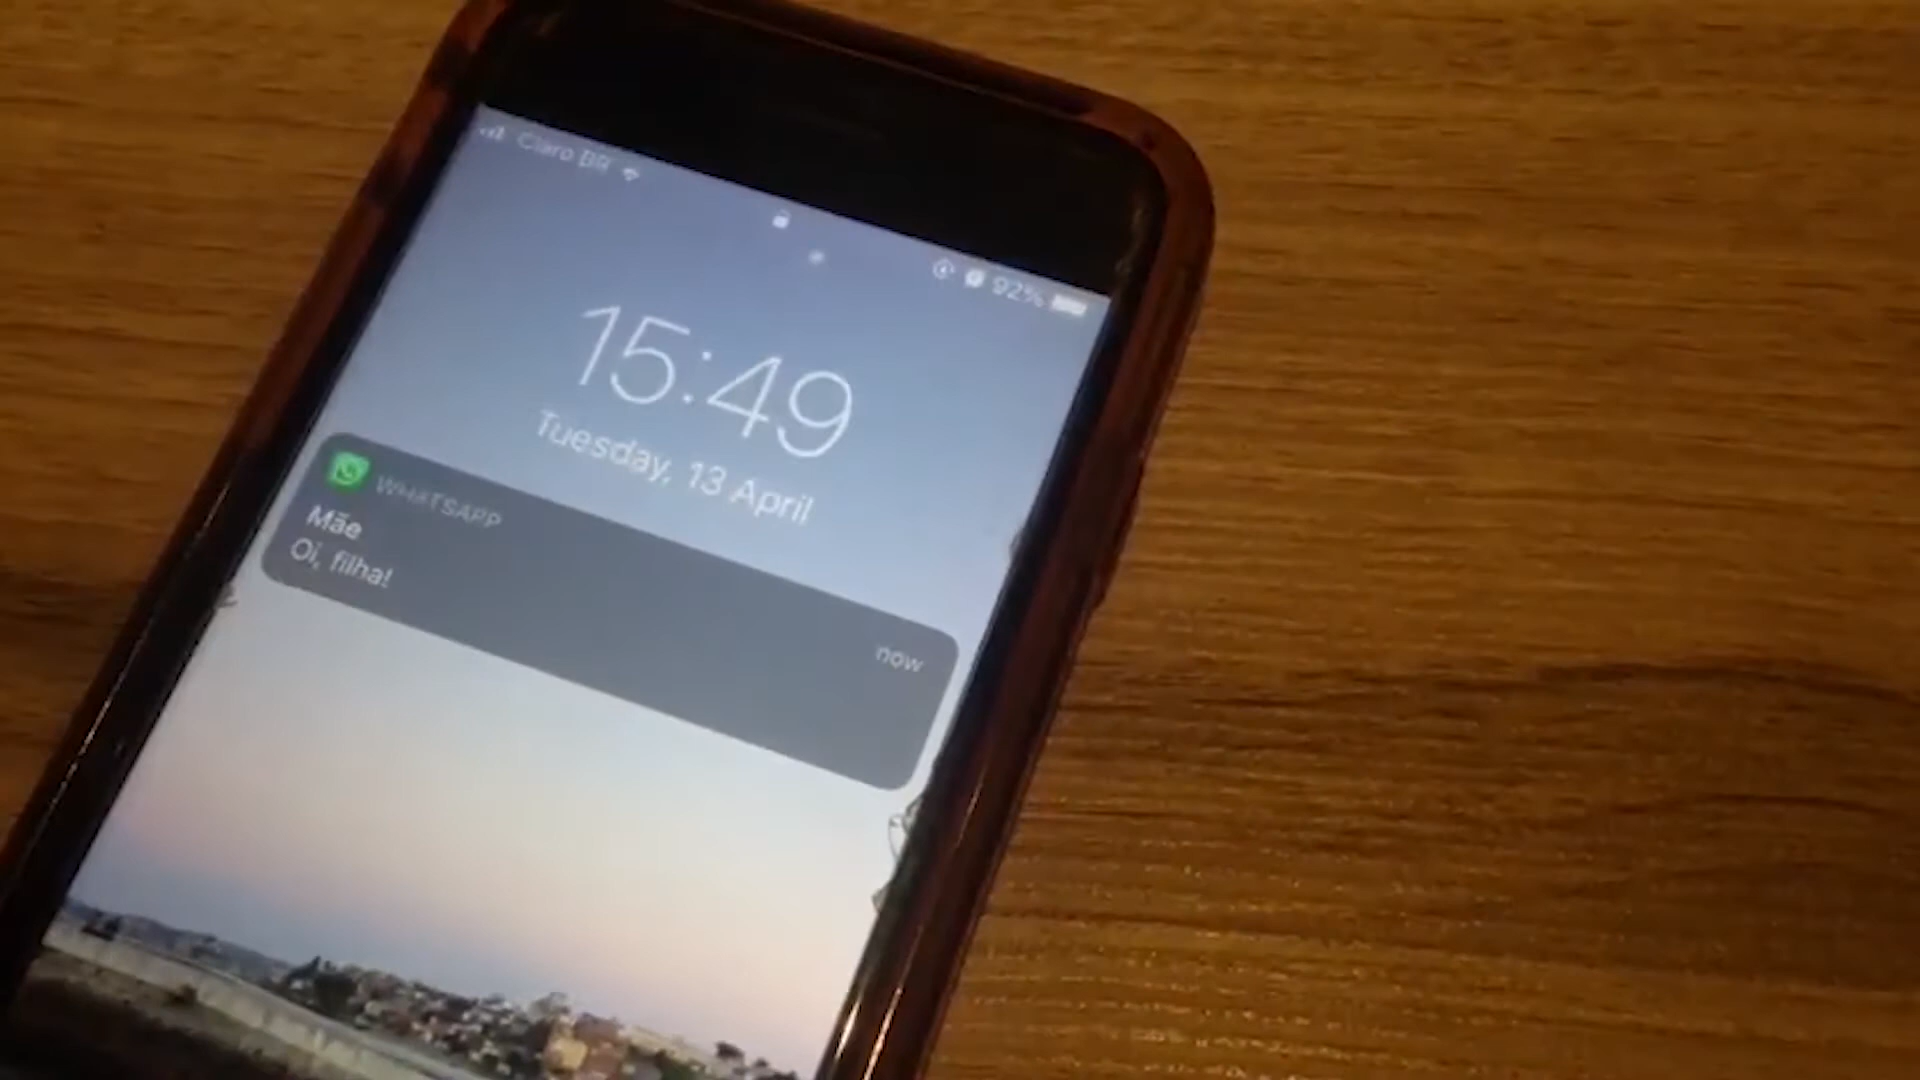 Claro BR
92%
15:49
Tuesday, 13 April
WHATSAPP
now
Mãe
Oi, filha!